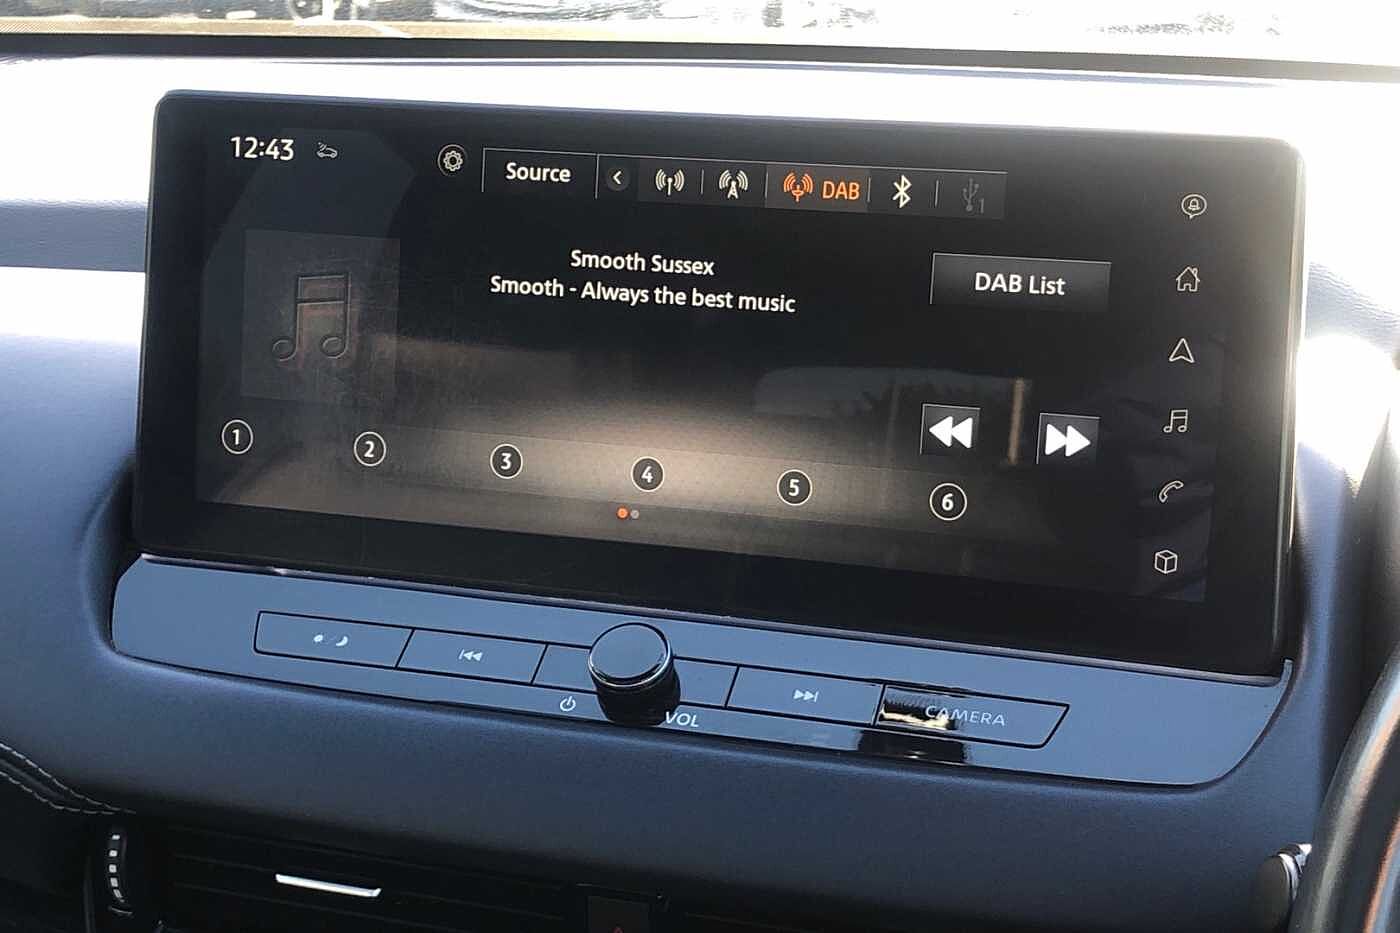 12:43
Source
DAB
1
Smooth Sussex
Smooth - Always the best music
DAB List
1
2
3
4
5
6
VOL
CAMERA